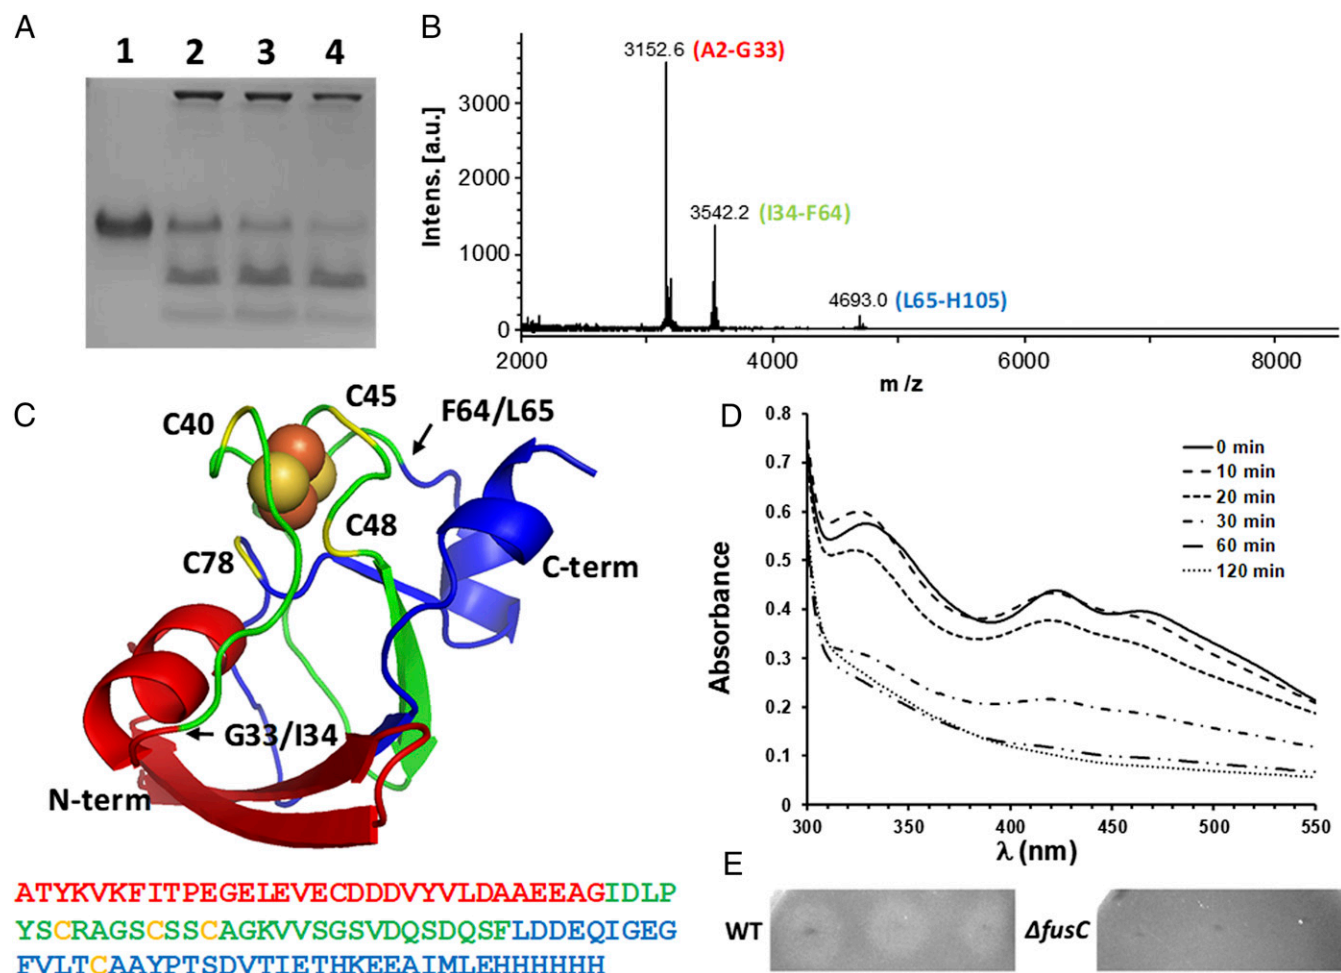 A
1 2 3 4
B
Intens. [a.u.]
3000
2000
1000
0
2000 4000 6000 8000
m /z
3152.6 (A2-G33)
3542.2 (I34-F64)
4693.0 (L65-H105)
C
C45
C40
F64/L65
C48
C78
C-term
G33/I34
N-term
ATYKVKFITPEGELEVECDDDVYVLDAAEEAGIDLP
YSCRAGSCSSCAGKVVSGSVDQSDQSFLDDEQIGEG
FVLTCAAYPTSDVTIETHKEEAIMLEHHHHHH
D
Absorbance
0.8
0.7
0.6
0.5
0.4
0.3
0.2
0.1
0
300 350 400 450 500 550
λ (nm)
0 min
10 min
20 min
30 min
60 min
120 min
E
WT
ΔfusC